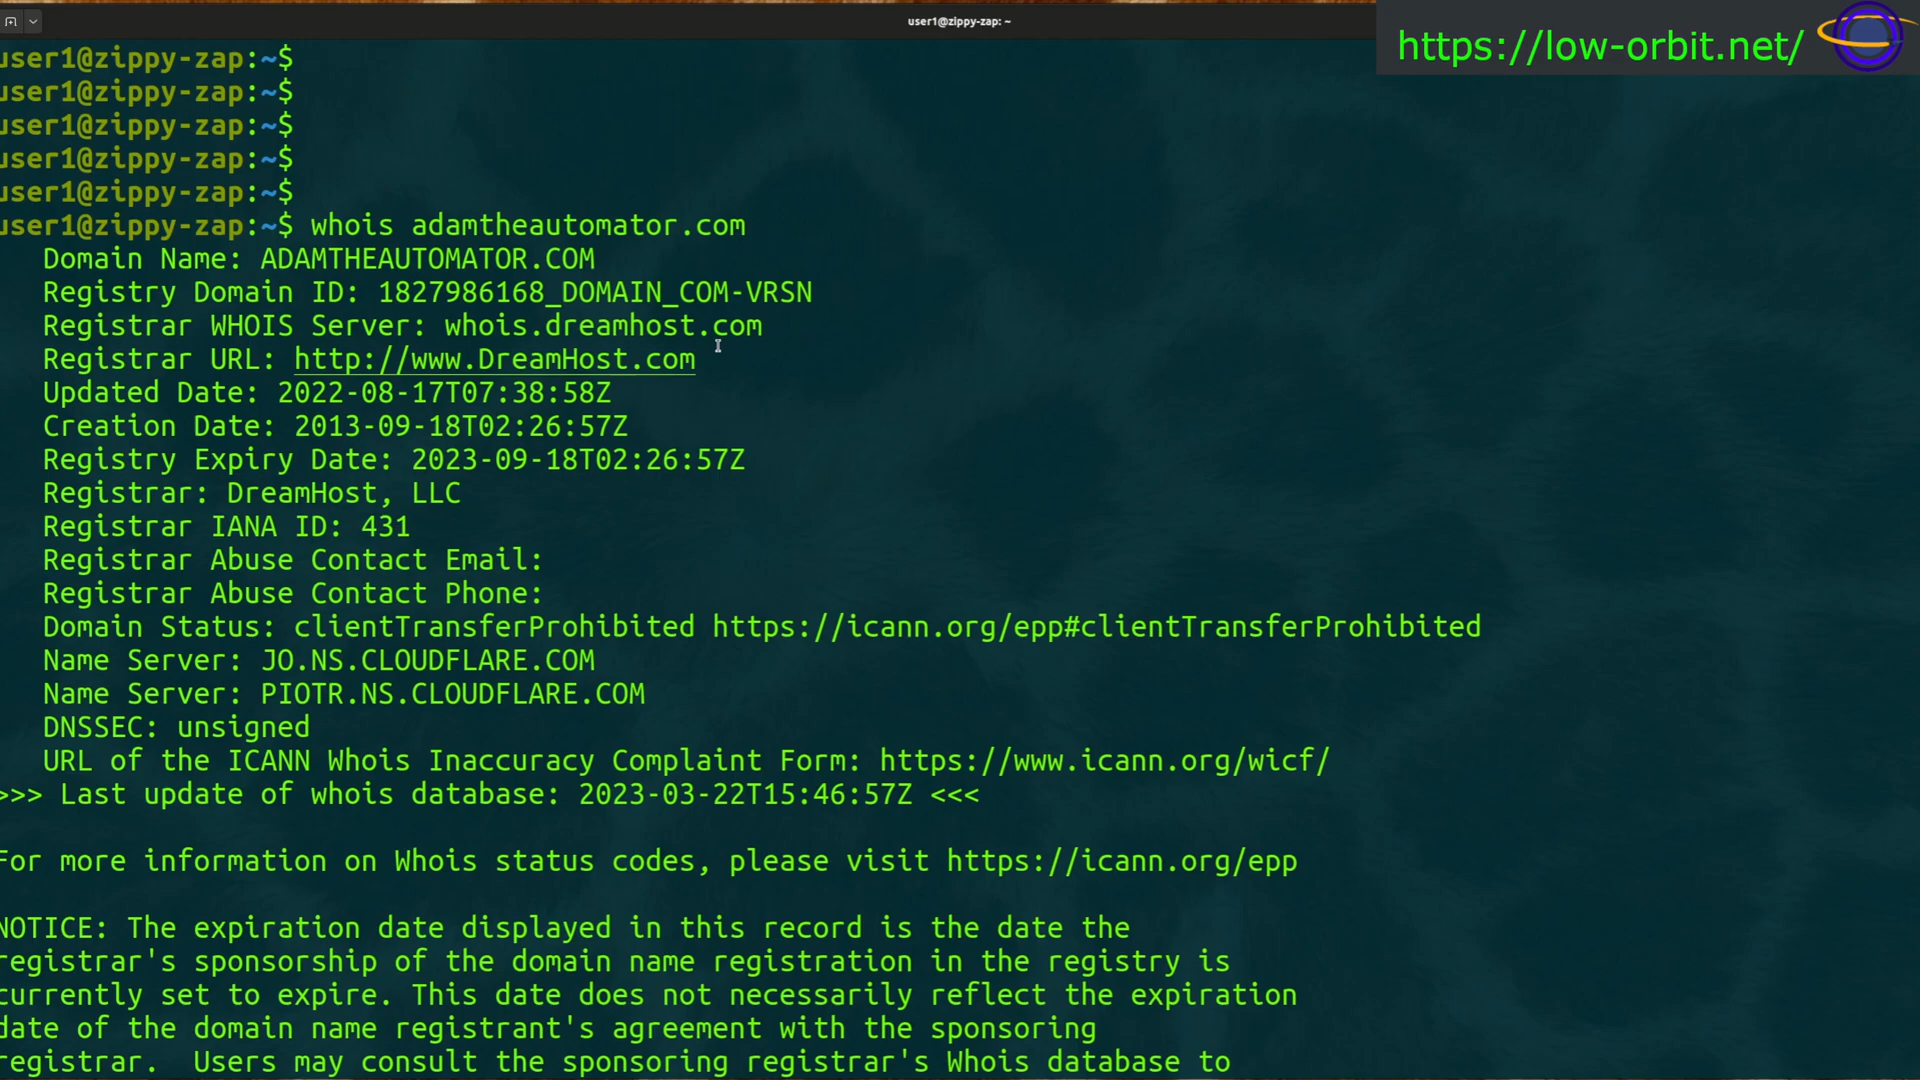 user1@zippy-zap: ~
https://low-orbit.net/
user1@zippy-zap:~$
user1@zippy-zap:~$
user1@zippy-zap:~$
user1@zippy-zap:~$
user1@zippy-zap:~$
user1@zippy-zap:~$ whois adamtheautomator.com
Domain Name: ADAMTHEAUTOMATOR.COM
Registry Domain ID: 1827986168_DOMAIN_COM-VRSN
Registrar WHOIS Server: whois.dreamhost.com
Registrar URL: http://www.DreamHost.com
Updated Date: 2022-08-17T07:38:58Z
Creation Date: 2013-09-18T02:26:57Z
Registry Expiry Date: 2023-09-18T02:26:57Z
Registrar: DreamHost, LLC
Registrar IANA ID: 431
Registrar Abuse Contact Email:
Registrar Abuse Contact Phone:
Domain Status: clientTransferProhibited https://icann.org/epp#clientTransferProhibited
Name Server: JO.NS.CLOUDFLARE.COM
Name Server: PIOTR.NS.CLOUDFLARE.COM
DNSSEC: unsigned
URL of the ICANN Whois Inaccuracy Complaint Form: https://www.icann.org/wicf/
>>> Last update of whois database: 2023-03-22T15:46:57Z <<<
For more information on Whois status codes, please visit https://icann.org/epp
NOTICE: The expiration date displayed in this record is the date the
registrar's sponsorship of the domain name registration in the registry is
currently set to expire. This date does not necessarily reflect the expiration
date of the domain name registrant's agreement with the sponsoring
registrar.  Users may consult the sponsoring registrar's Whois database to